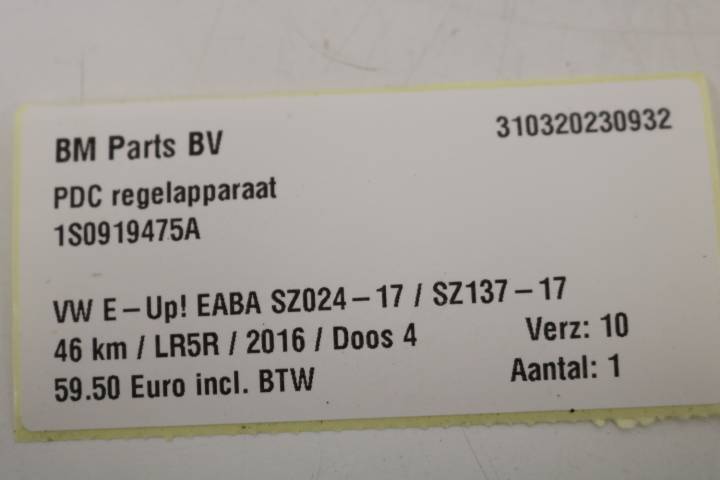 BM Parts BV 310320230932
PDC regelapparaat
1S0919475A
VW E-Up! EABA SZ024-17 / SZ137-17
46 km / LR5R / 2016 / Doos 4 Verz: 10
59.50 Euro incl. BTW Aantal: 1